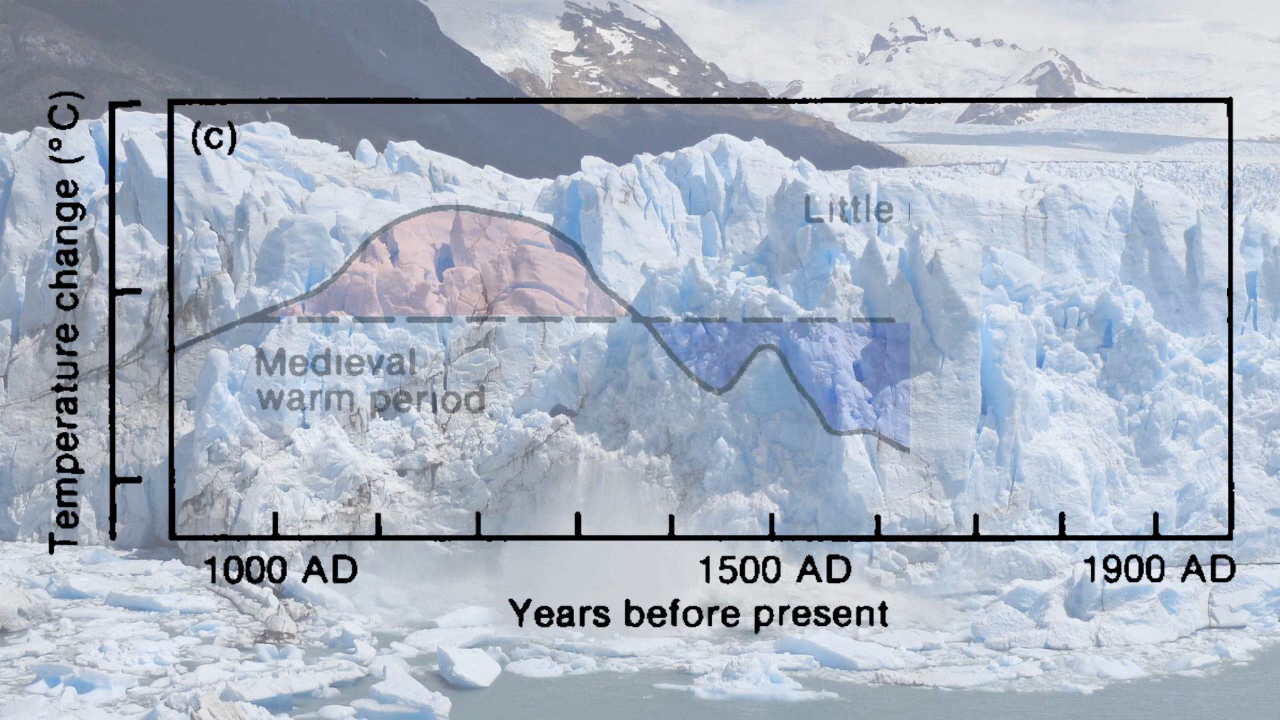 Temperature change (°C)
(c)
Little
Medieval
warm period
1000 AD
1500 AD
1900 AD
Years before present